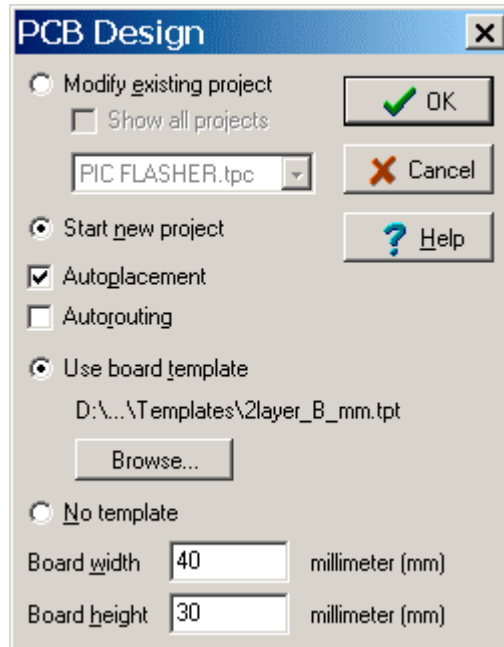 PCB Design
Modify existing project
OK
Show all projects
PIC FLASHER.tpc
Cancel
Start new project
Help
Autoplacement
Autorouting
Use board template
D:\...\Templates\2layer_B_mm.tpt
Browse...
No template
Board width 40 millimeter (mm)
Board height 30 millimeter (mm)